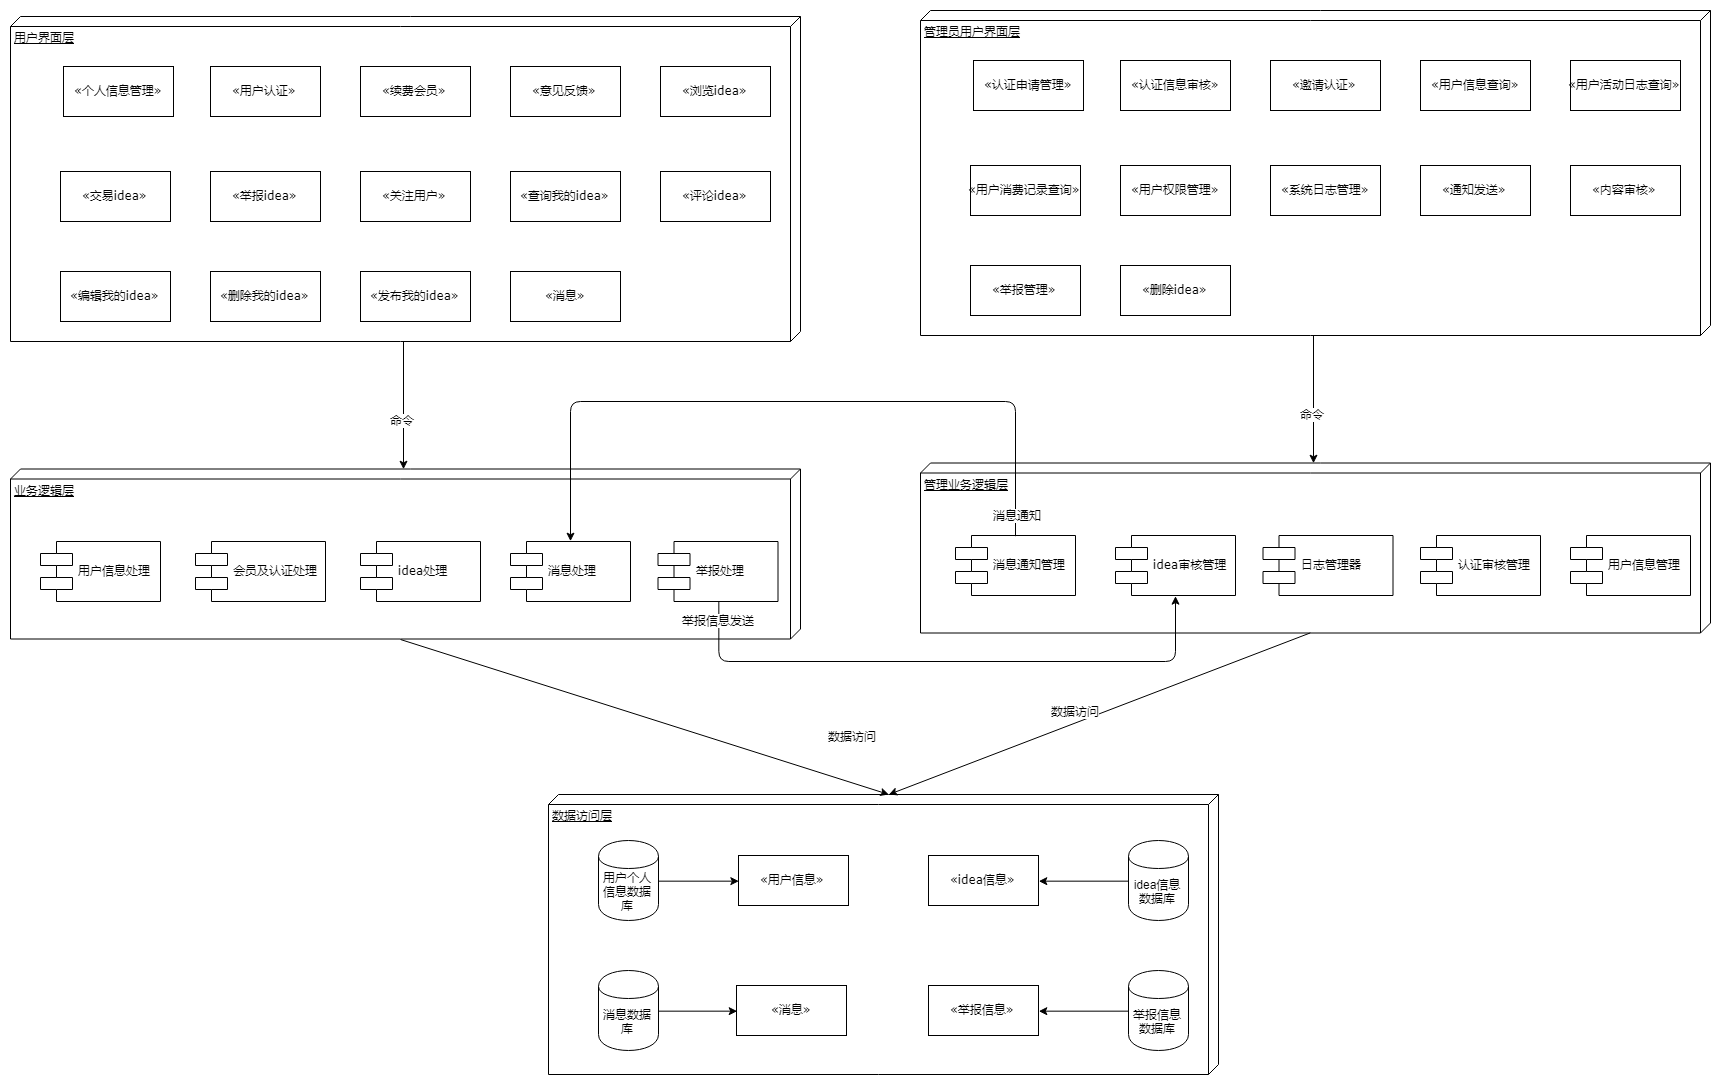 用户界面层
«个人信息管理»
«用户认证»
«续费会员»
«意见反馈»
«浏览idea»
«交易idea»
«举报idea»
«关注用户»
«查询我的idea»
«评论idea»
«编辑我的idea»
«删除我的idea»
«发布我的idea»
«消息»
管理员用户界面层
«认证申请管理»
«认证信息审核»
«邀请认证»
«用户信息查询»
«用户活动日志查询»
«用户消费记录查询»
«用户权限管理»
«系统日志管理»
«通知发送»
«内容审核»
«举报管理»
«删除idea»
命令
命令
业务逻辑层
用户信息处理
会员及认证处理
idea处理
消息处理
举报处理
举报信息发送
管理业务逻辑层
消息通知
消息通知管理
idea审核管理
日志管理器
认证审核管理
用户信息管理
数据访问
数据访问
数据访问层
用户个人
信息数据
库
«用户信息»
«idea信息»
idea信息
数据库
消息数据
库
«消息»
«举报信息»
举报信息
数据库